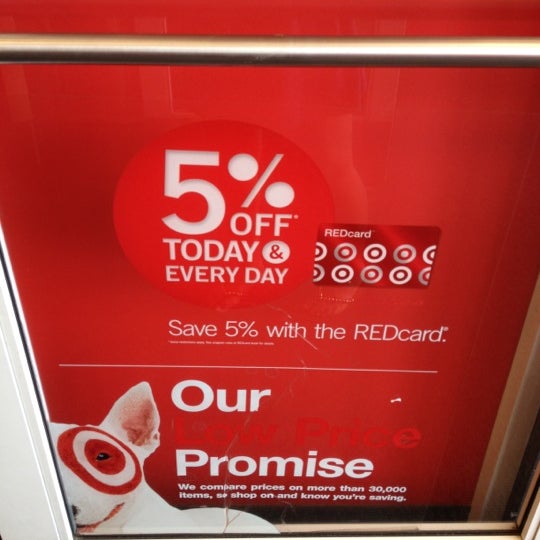 5%
OFF*
TODAY &
EVERY DAY
REDcard
Save 5% with the REDcard.®
Our
Low Price
Promise
We compare prices on more than 30,000
items, so shop on and know you're saving.